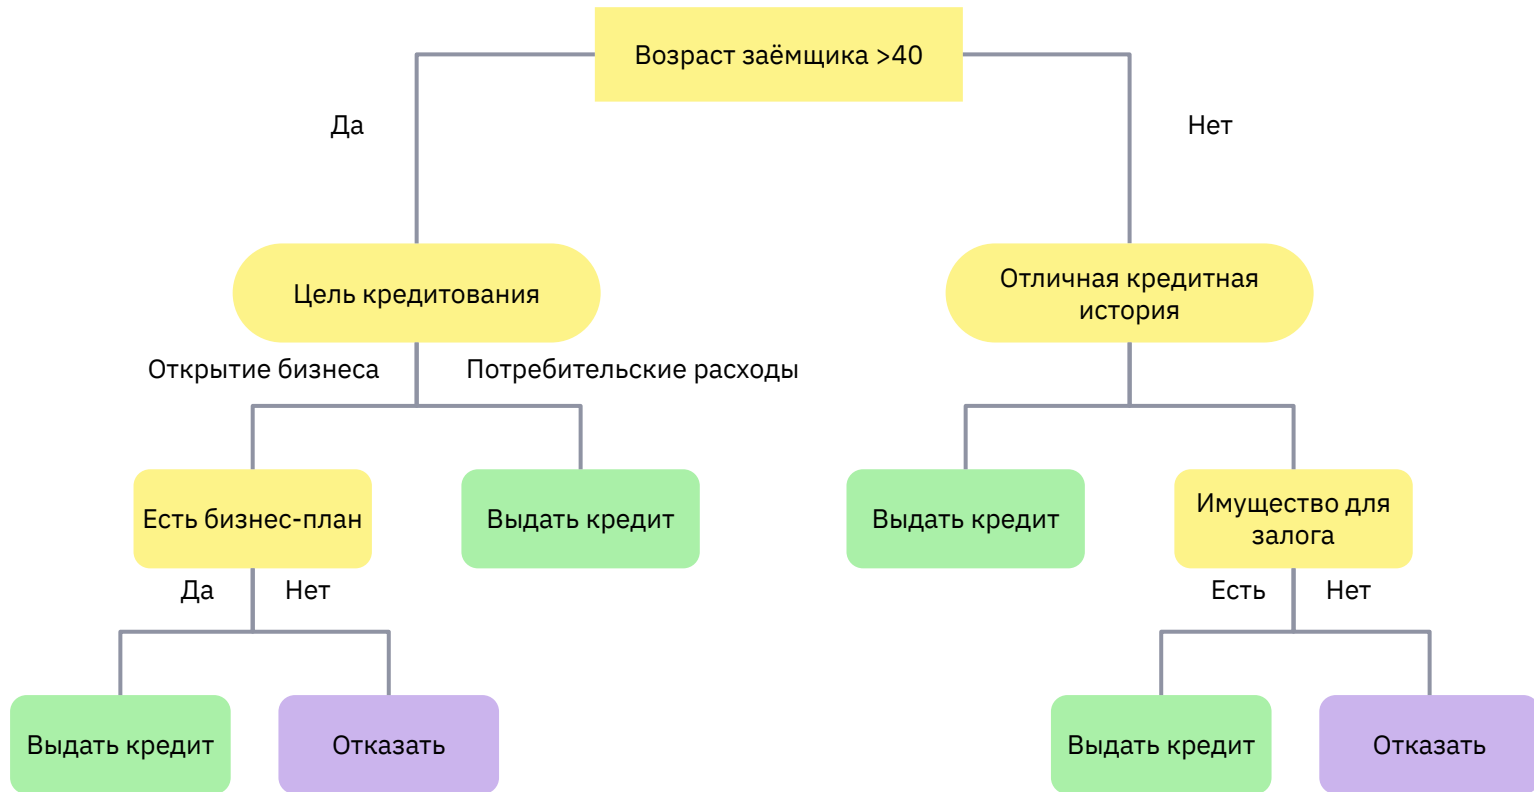 Возраст заёмщика >40
Да
Нет
Цель кредитования
Отличная кредитная
история
Открытие бизнеса
Потребительские расходы
Есть бизнес-план
Выдать кредит
Выдать кредит
Имущество для
залога
Да
Нет
Есть
Нет
Выдать кредит
Отказать
Выдать кредит
Отказать